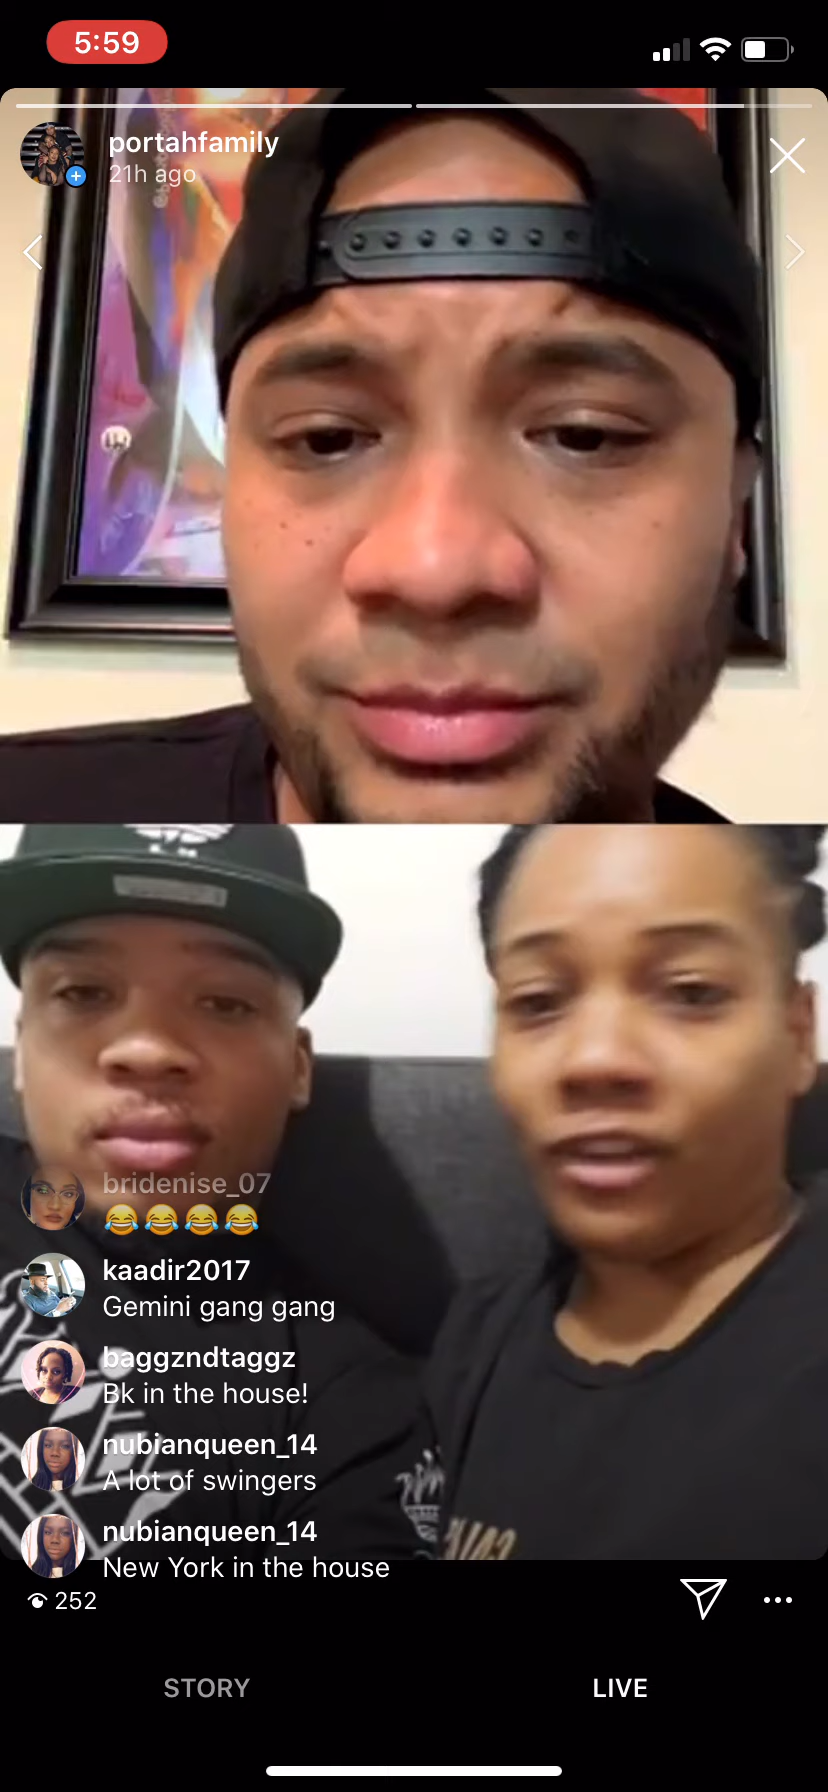 5:59
portahfamily
21h ago
bridenise_07
😂😂😂😂
kaadir2017
Gemini gang gang
baggzndtaggz
Bk in the house!
nubianqueen_14
A lot of swingers
nubianqueen_14
New York in the house
252
STORY
LIVE